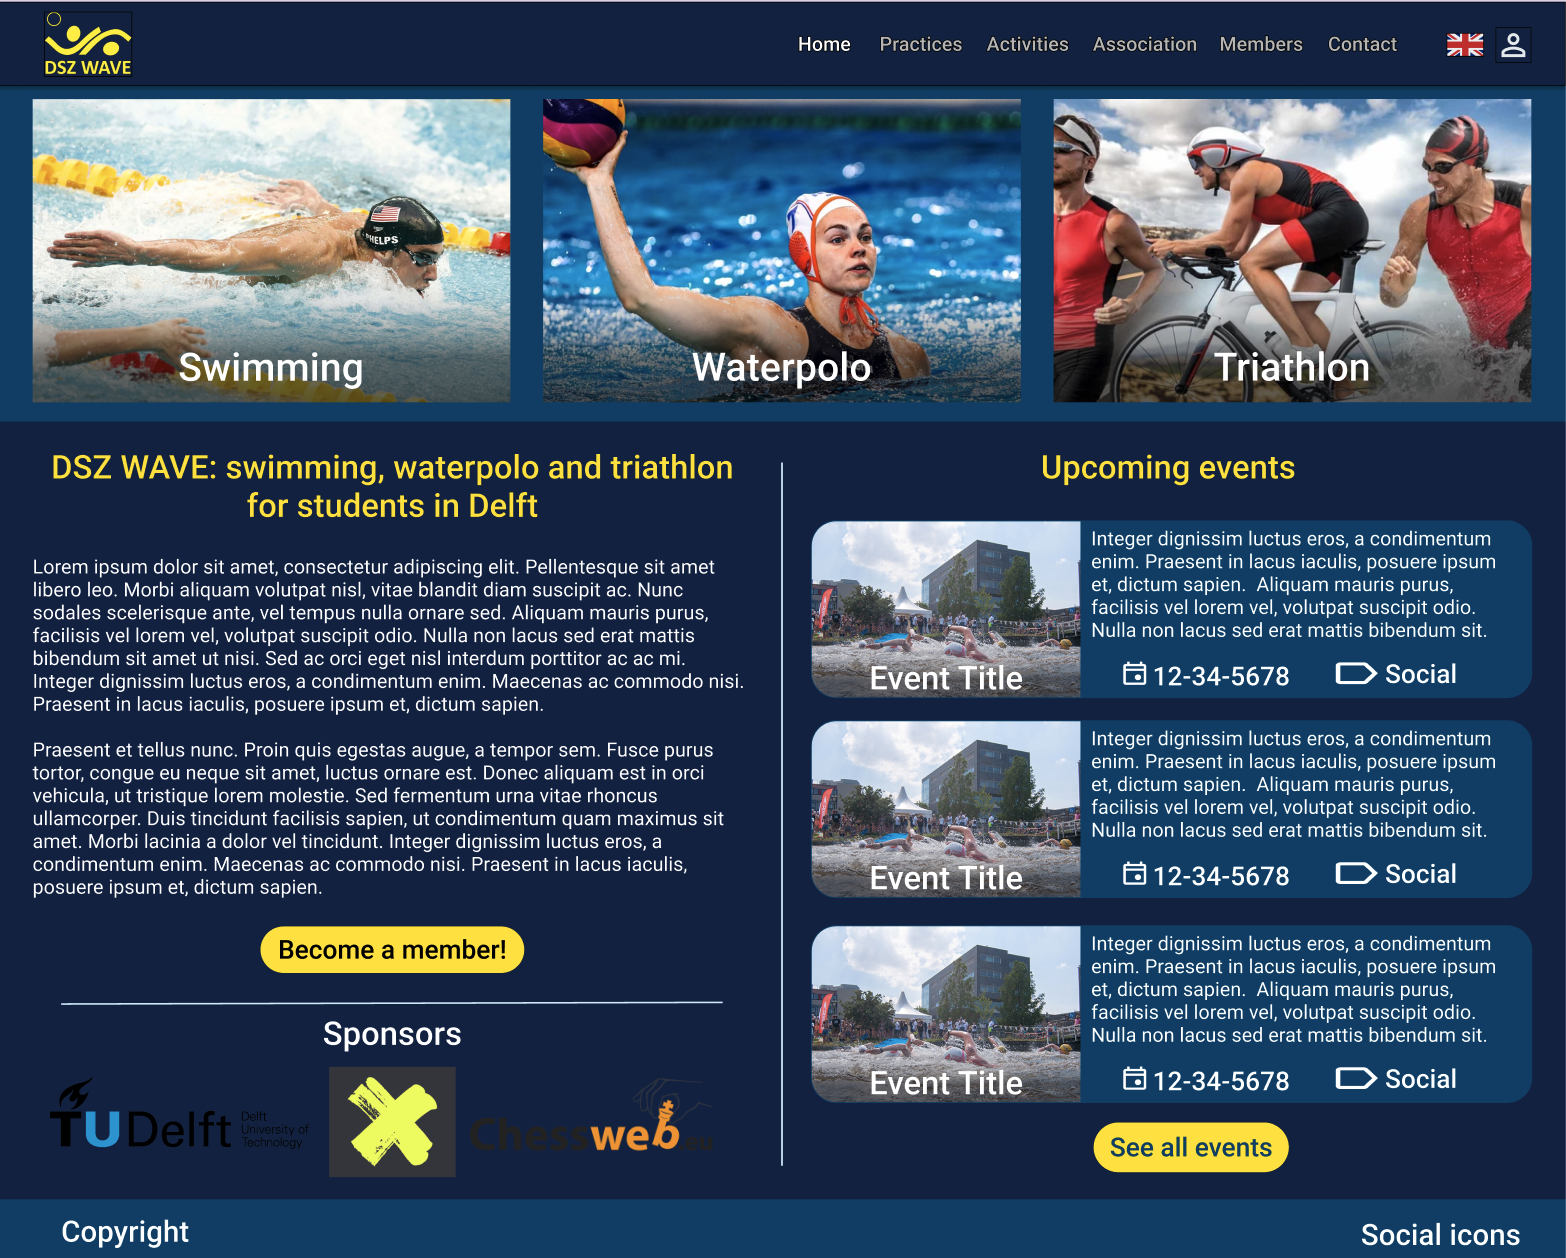 DSZ WAVE
Home Practices Activities Association Members Contact
PHELPS
Swimming
Waterpolo
Triathlon
DSZ WAVE: swimming, waterpolo and triathlon
for students in Delft
Lorem ipsum dolor sit amet, consectetur adipiscing elit. Pellentesque sit amet
libero leo. Morbi aliquam volutpat nisl, vitae blandit diam suscipit ac. Nunc
sodales scelerisque ante, vel tempus nulla ornare sed. Aliquam mauris purus,
facilisis vel lorem vel, volutpat suscipit odio. Nulla non lacus sed erat mattis
bibendum sit amet ut nisi. Sed ac orci eget nisl interdum porttitor ac ac mi.
Integer dignissim luctus eros, a condimentum enim. Maecenas ac commodo nisi.
Praesent in lacus iaculis, posuere ipsum et, dictum sapien.
Praesent et tellus nunc. Proin quis egestas augue, a tempor sem. Fusce purus
tortor, congue eu neque sit amet, luctus ornare est. Donec aliquam est in orci
vehicula, ut tristique lorem molestie. Sed fermentum urna vitae rhoncus
ullamcorper. Duis tincidunt facilisis sapien, ut condimentum quam maximus sit
amet. Morbi lacinia a dolor vel tincidunt. Integer dignissim luctus eros, a
condimentum enim. Maecenas ac commodo nisi. Praesent in lacus iaculis,
posuere ipsum et, dictum sapien.
Become a member!
Sponsors
TUDelft
Delft
University of
Technology
X
Chessweb.eu
Upcoming events
Integer dignissim luctus eros, a condimentum
enim. Praesent in lacus iaculis, posuere ipsum
et, dictum sapien.  Aliquam mauris purus,
facilisis vel lorem vel, volutpat suscipit odio.
Nulla non lacus sed erat mattis bibendum sit.
Event Title
12-34-5678
Social
Integer dignissim luctus eros, a condimentum
enim. Praesent in lacus iaculis, posuere ipsum
et, dictum sapien.  Aliquam mauris purus,
facilisis vel lorem vel, volutpat suscipit odio.
Nulla non lacus sed erat mattis bibendum sit.
Event Title
12-34-5678
Social
Integer dignissim luctus eros, a condimentum
enim. Praesent in lacus iaculis, posuere ipsum
et, dictum sapien.  Aliquam mauris purus,
facilisis vel lorem vel, volutpat suscipit odio.
Nulla non lacus sed erat mattis bibendum sit.
Event Title
12-34-5678
Social
See all events
Copyright
Social icons